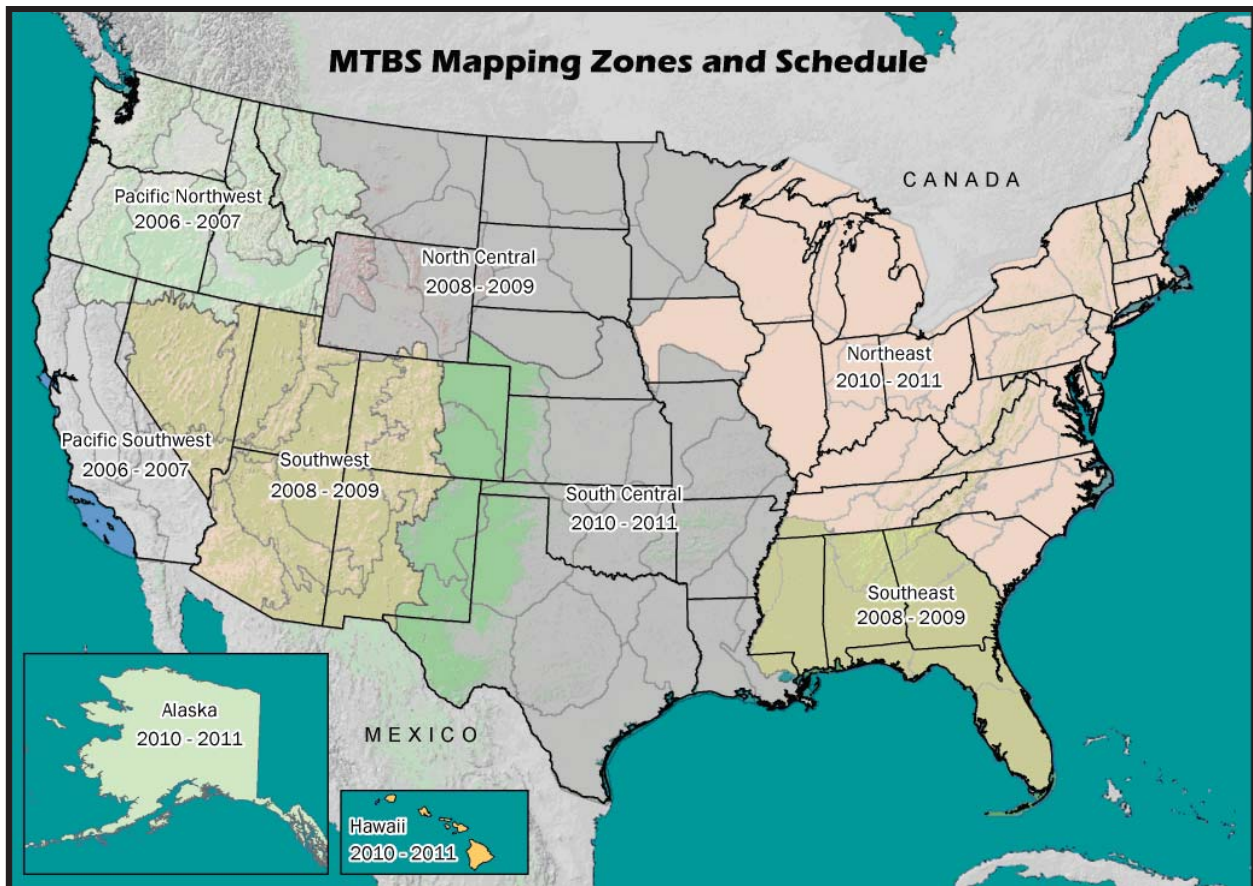 MTBS Mapping Zones and Schedule
CANADA
Pacific Northwest
2006 - 2007
North Central
2008 - 2009
Northeast
2010 - 2011
Pacific Southwest
2006 - 2007
Southwest
2008 - 2009
South Central
2010 - 2011
Southeast
2008 - 2009
Alaska
2010 - 2011
MEXICO
Hawaii
2010 - 2011